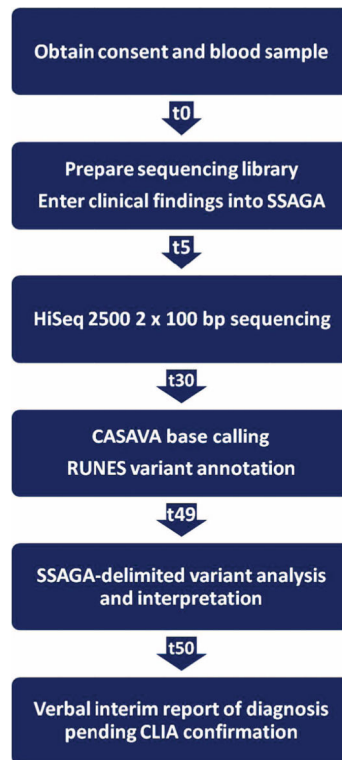 Obtain consent and blood sample
t0
Prepare sequencing library
Enter clinical findings into SSAGA
t5
HiSeq 2500 2 x 100 bp sequencing
t30
CASAVA base calling
RUNES variant annotation
t49
SSAGA-delimited variant analysis
and interpretation
t50
Verbal interim report of diagnosis
pending CLIA confirmation